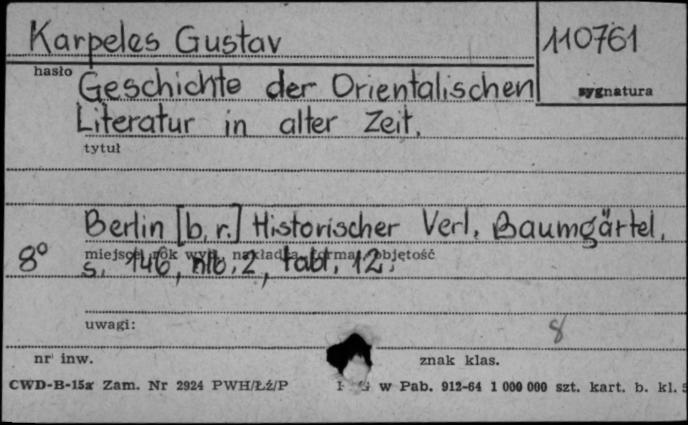 Karpeles Gustav
110761
hasło
sygnatura
Geschichte der Orientalischen
Literatur in alter Zeit.
tytuł
Berlin [b.r.] Historischer Verl. Baumgärtel.
miejsce, rok wyd., nakładca, format, objętość
8° s. 146, nlb. 2, tabl. 12.
uwagi:
8
nr inw.
znak klas.
CWD-B-15a Zam. Nr 2924 PWH/Łź/P
w Pab. 912-64 1 000 000 szt. kart. b. kl. 5